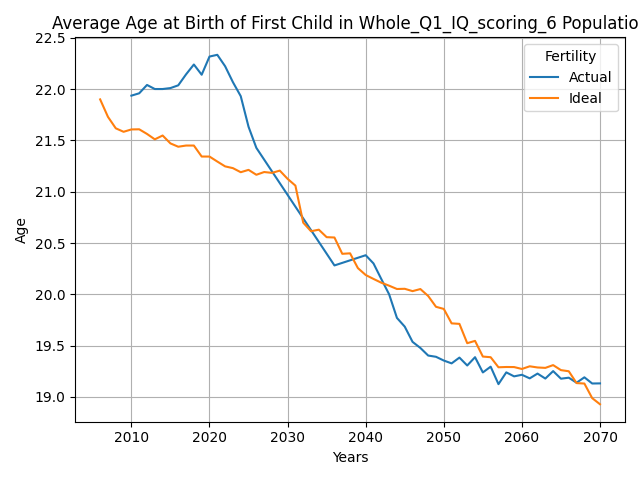 Average Age at Birth of First Child in Whole_Q1_IQ_scoring_6 Populatio
22.5
22.0
21.5
21.0
20.5
20.0
19.5
19.0
Age
Fertility
Actual
Ideal
2010 2020 2030 2040 2050 2060 2070
Years